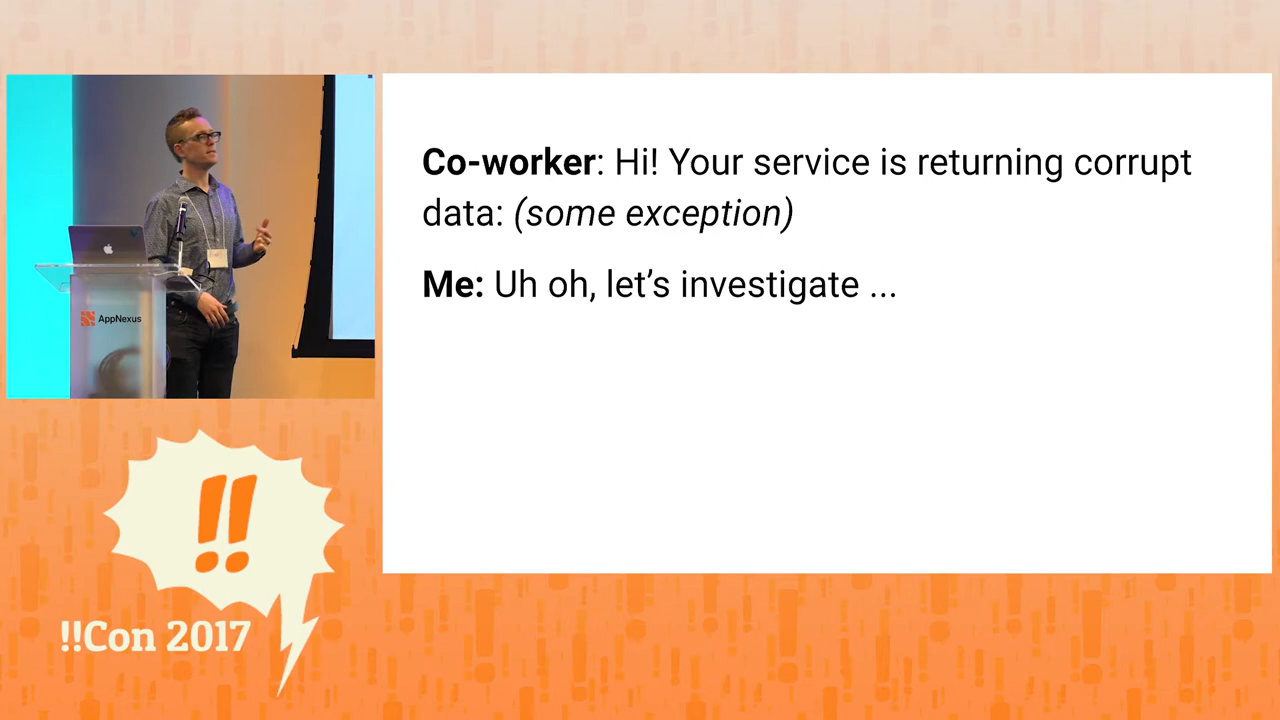 Co-worker: Hi! Your service is returning corrupt
data: (some exception)
Me: Uh oh, let’s investigate ...
AppNexus
!!
!!Con 2017